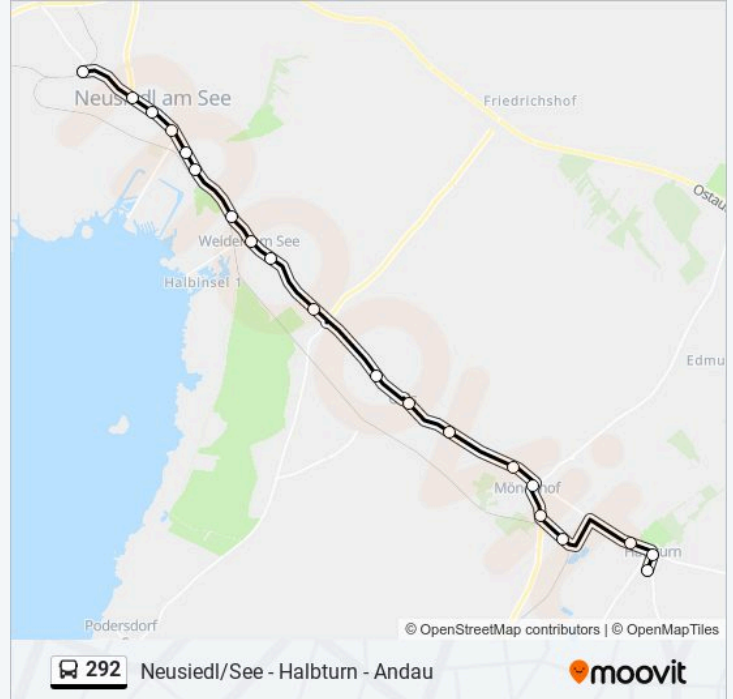 Neusiedl am See
Friedrichshof
Ostau
Weiden am See
Halbinsel 1
Edmu
Mönchhof
Halbturn
Podersdorf
© OpenStreetMap contributors | © OpenMapTiles
292 Neusiedl/See - Halbturn - Andau
moovit